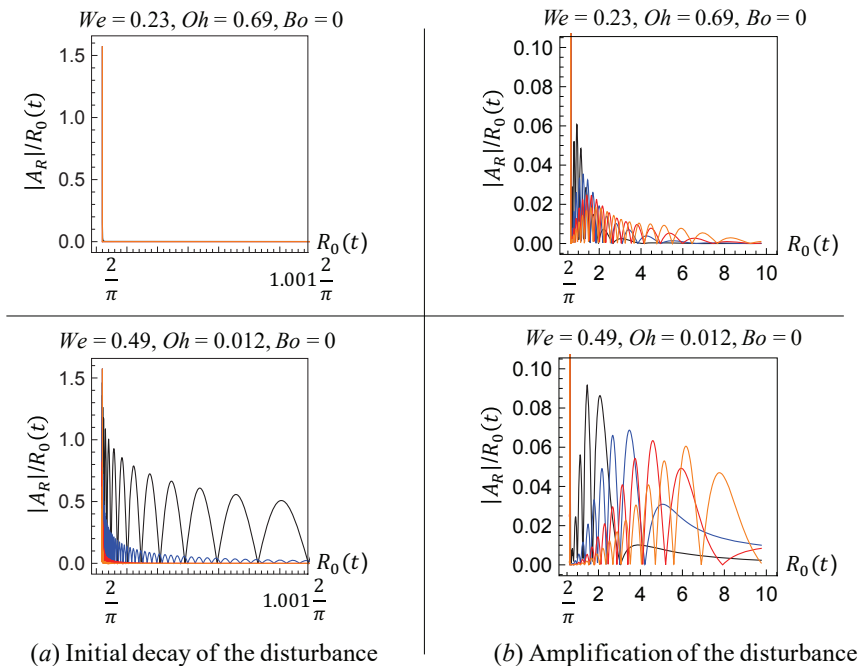 We = 0.23, Oh = 0.69, Bo = 0
|A_R|/R_0(t)
1.5
1.0
0.5
0.0
R_0(t)
2/π
1.001 2/π
We = 0.23, Oh = 0.69, Bo = 0
|A_R|/R_0(t)
0.10
0.08
0.06
0.04
0.02
0.00
R_0(t)
2/π 2 4 6 8 10
We = 0.49, Oh = 0.012, Bo = 0
|A_R|/R_0(t)
1.5
1.0
0.5
0.0
R_0(t)
2/π
1.001 2/π
We = 0.49, Oh = 0.012, Bo = 0
|A_R|/R_0(t)
0.10
0.08
0.06
0.04
0.02
0.00
R_0(t)
2/π 2 4 6 8 10
(a) Initial decay of the disturbance
(b) Amplification of the disturbance